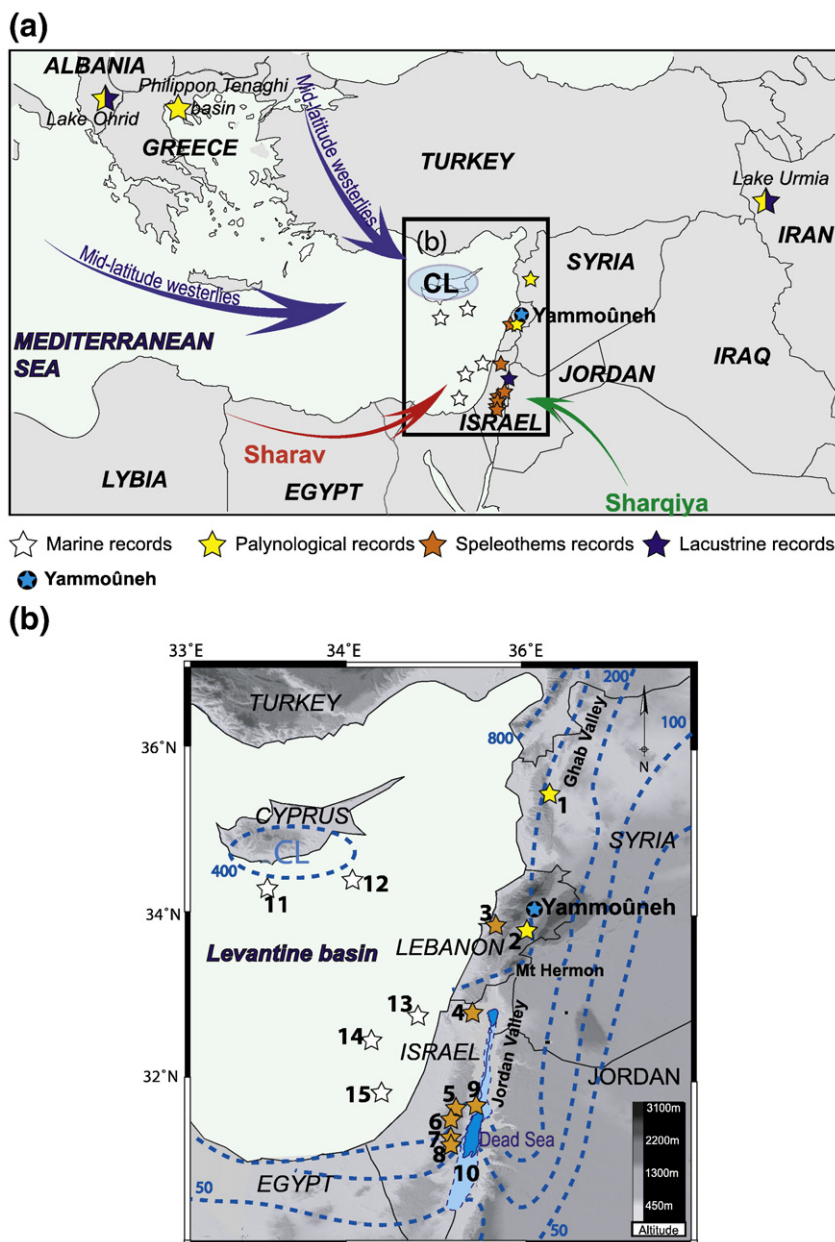 (a)
ALBANIA
Philippon Tenaghi
basin
Lake Ohrid
GREECE
Mid-latitude westerlies
TURKEY
Lake Urmia
IRAN
(b)
SYRIA
Mid-latitude westerlies
CL
Yammoûneh
MEDITERRANEAN
SEA
IRAQ
JORDAN
ISRAEL
Sharav
LYBIA
EGYPT
Sharqiya
Marine records Palynological records Speleothems records Lacustrine records
Yammoûneh
(b)
33°E 34°E 36°E
TURKEY
200
100
800
N
Ghab Valley
36°N
1
CYPRUS
SYRIA
CL
400
12
11
34°N
3
Yammoûneh
2
LEBANON
Levantine basin
Mt Hermon
13
4
14
ISRAEL
Jordan Valley
32°N
15
JORDAN
5 9
6
7
8
Dead Sea
10
50
EGYPT
50
3100m
2200m
1300m
450m
Altitude